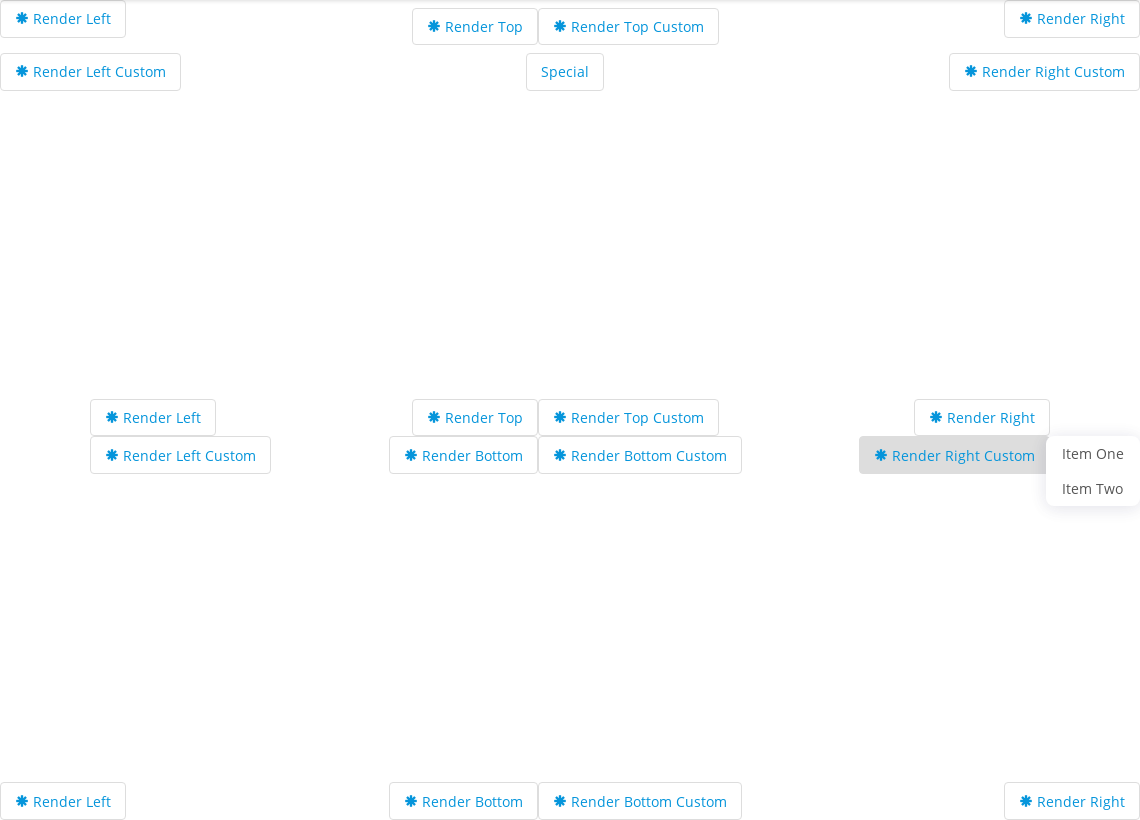 Render Left
Render Top
Render Top Custom
Render Right
Render Left Custom
Special
Render Right Custom
Render Left
Render Top
Render Top Custom
Render Right
Render Left Custom
Render Bottom
Render Bottom Custom
Render Right Custom
Item One
Item Two
Render Left
Render Bottom
Render Bottom Custom
Render Right